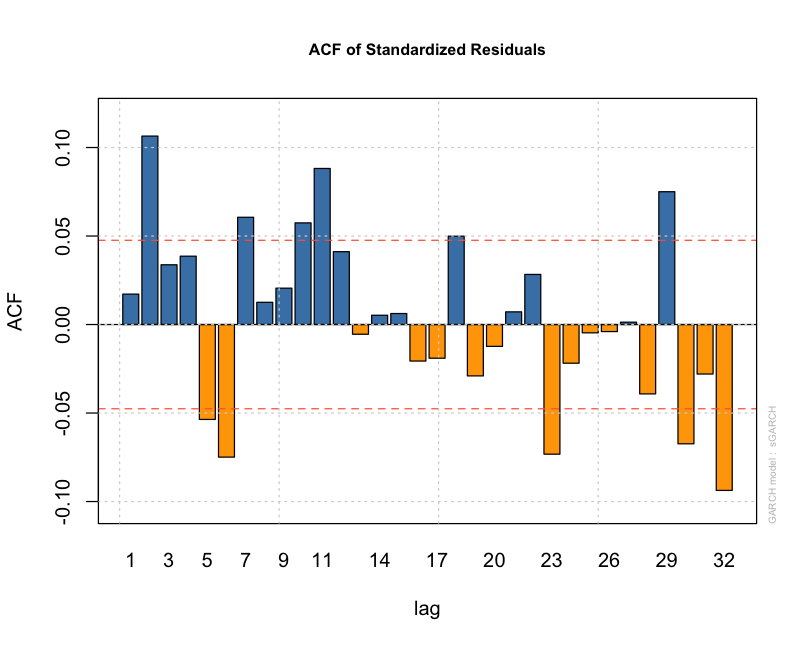 ACF of Standardized Residuals
ACF
0.10
0.05
0.00
-0.05
-0.10
1 3 5 7 9 11 14 17 20 23 26 29 32
lag
GARCH model : sGARCH